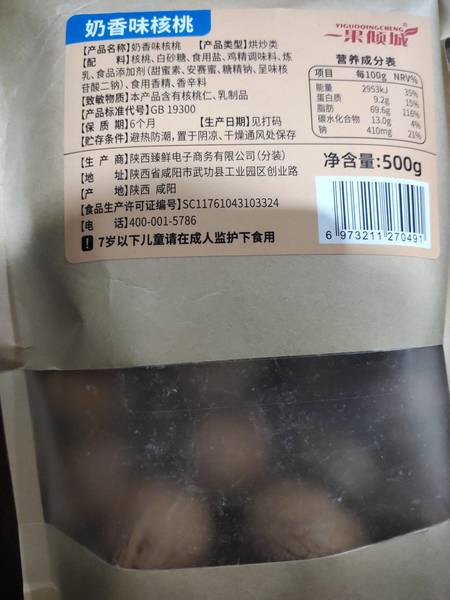 奶香味核桃
YIGUOQINGCHENG
一果倾城
【产品名称】奶香味核桃 【产品类型】烘炒类
【配 料】核桃、白砂糖、食用盐、鸡精调味料、炼
乳、食品添加剂（甜蜜素、安赛蜜、糖精钠、呈味核
苷酸二钠）、食用香精、香辛料
【致敏物质】本产品含有核桃仁、乳制品
【产品标准代号】GB 19300
【保 质 期】6个月 【生产日期】见打码
【贮存条件】避热防潮，置于阴凉、干燥通风处保存
营养成分表
项目 每100g NRV%
能量 2953kJ 35%
蛋白质 9.2g 15%
脂肪 69.6g 116%
碳水化合物 13.0g 4%
钠 410mg 21%
【生 产 商】陕西臻鲜电子商务有限公司（分装）
【地 址】陕西省咸阳市武功县工业园区创业路
【产 地】陕西 咸阳
【食品生产许可证编号】SC11761043103324
【电 话】400-001-5786
! 7岁以下儿童请在成人监护下食用
净含量:500g
6 973211 270491